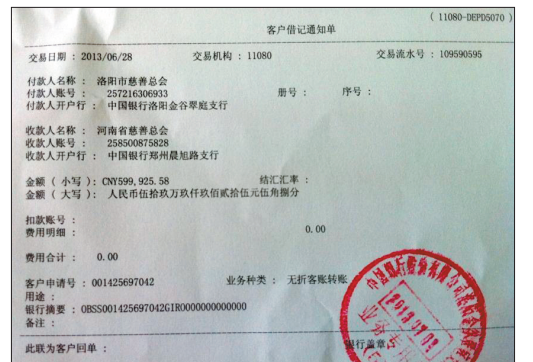 ( 11080-DEPD5070 )
客户借记通知单
交易日期 : 2013/06/28 交易机构 : 11080 交易流水号 : 109590595
付款人名称 : 洛阳市慈善总会
付款人账号 : 257216306933 册号 : 序号 :
付款人开户行 : 中国银行洛阳金谷翠庭支行
收款人名称 : 河南省慈善总会
收款人账号 : 258500875828
收款人开户行 : 中国银行郑州晨旭路支行
金额 ( 小写 ): CNY599,925.58 结汇汇率 :
金额 ( 大写 ): 人民币伍拾玖万玖仟玖佰贰拾伍元伍角捌分
扣款账号 :
费用明细 : 0.00
费用合计 : 0.00
客户申请号 : 001425697042 业务种类 : 无折客账转账
用途 :
银行摘要 : OBSS001425697042GIRO000000000000
备注 :
此联为客户回单 : 银行盖章